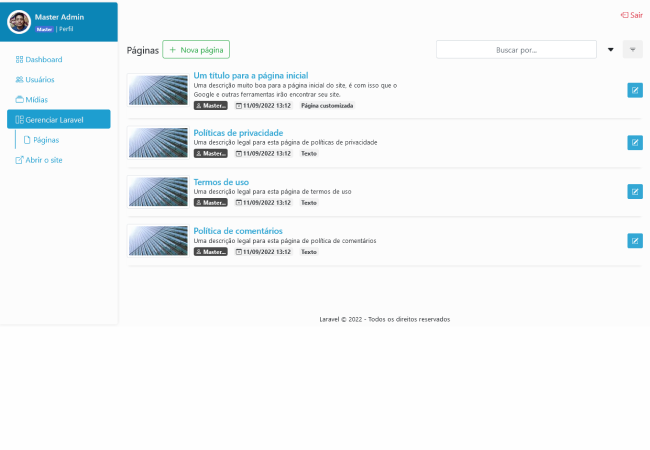 Master Admin
Master | Perfil
Sair
Dashboard
Usuários
Mídias
Gerenciar Laravel
Páginas
Abrir o site
Páginas
+ Nova página
Buscar por...
Um título para a página inicial
Uma descrição muito boa para a página inicial do site, é com isso que o
Google e outras ferramentas irão encontrar seu site.
Master... 11/09/2022 13:12 Página customizada
Políticas de privacidade
Uma descrição legal para esta página de políticas de privacidade
Master... 11/09/2022 13:12 Texto
Termos de uso
Uma descrição legal para esta página de termos de uso
Master... 11/09/2022 13:12 Texto
Política de comentários
Uma descrição legal para esta página de política de comentários
Master... 11/09/2022 13:12 Texto
Laravel © 2022 - Todos os direitos reservados